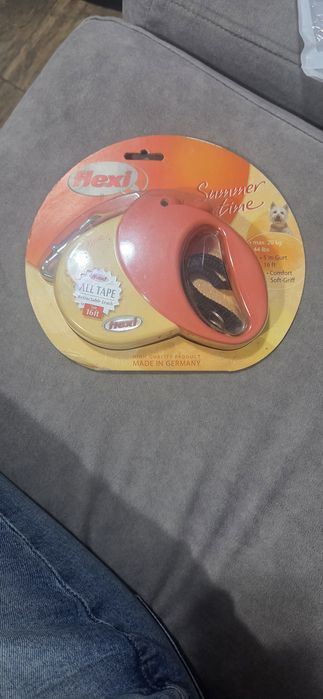 flexi
Summer
time
max. 20 kg
44 lbs
• 5 m Gurt
16 ft
• Comfort
Soft-Griff
ALL TAPE
Retractable Leash
16ft
flexi
HIGH QUALITY PRODUCT
MADE IN GERMANY